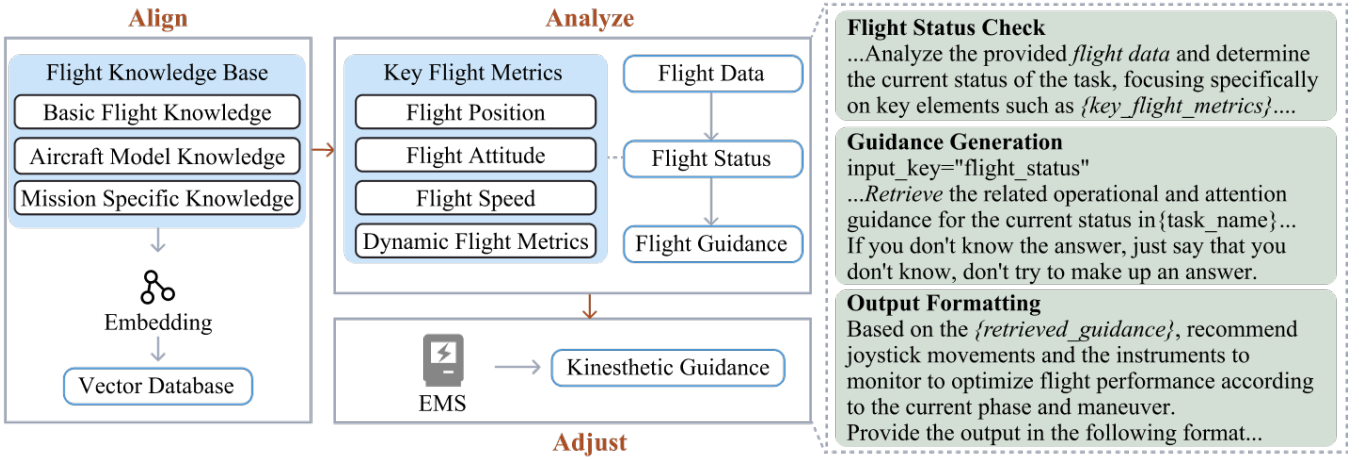 Align
Flight Knowledge Base
Basic Flight Knowledge
Aircraft Model Knowledge
Mission Specific Knowledge
Embedding
Vector Database
Analyze
Key Flight Metrics
Flight Position
Flight Attitude
Flight Speed
Dynamic Flight Metrics
Flight Data
Flight Status
Flight Guidance
EMS
Kinesthetic Guidance
Adjust
Flight Status Check
...Analyze the provided flight data and determine
the current status of the task, focusing specifically
on key elements such as {key_flight_metrics}....
Guidance Generation
input_key="flight_status"
...Retrieve the related operational and attention
guidance for the current status in{task_name}...
If you don't know the answer, just say that you
don't know, don't try to make up an answer.
Output Formatting
Based on the {retrieved_guidance}, recommend
joystick movements and the instruments to
monitor to optimize flight performance according
to the current phase and maneuver.
Provide the output in the following format...